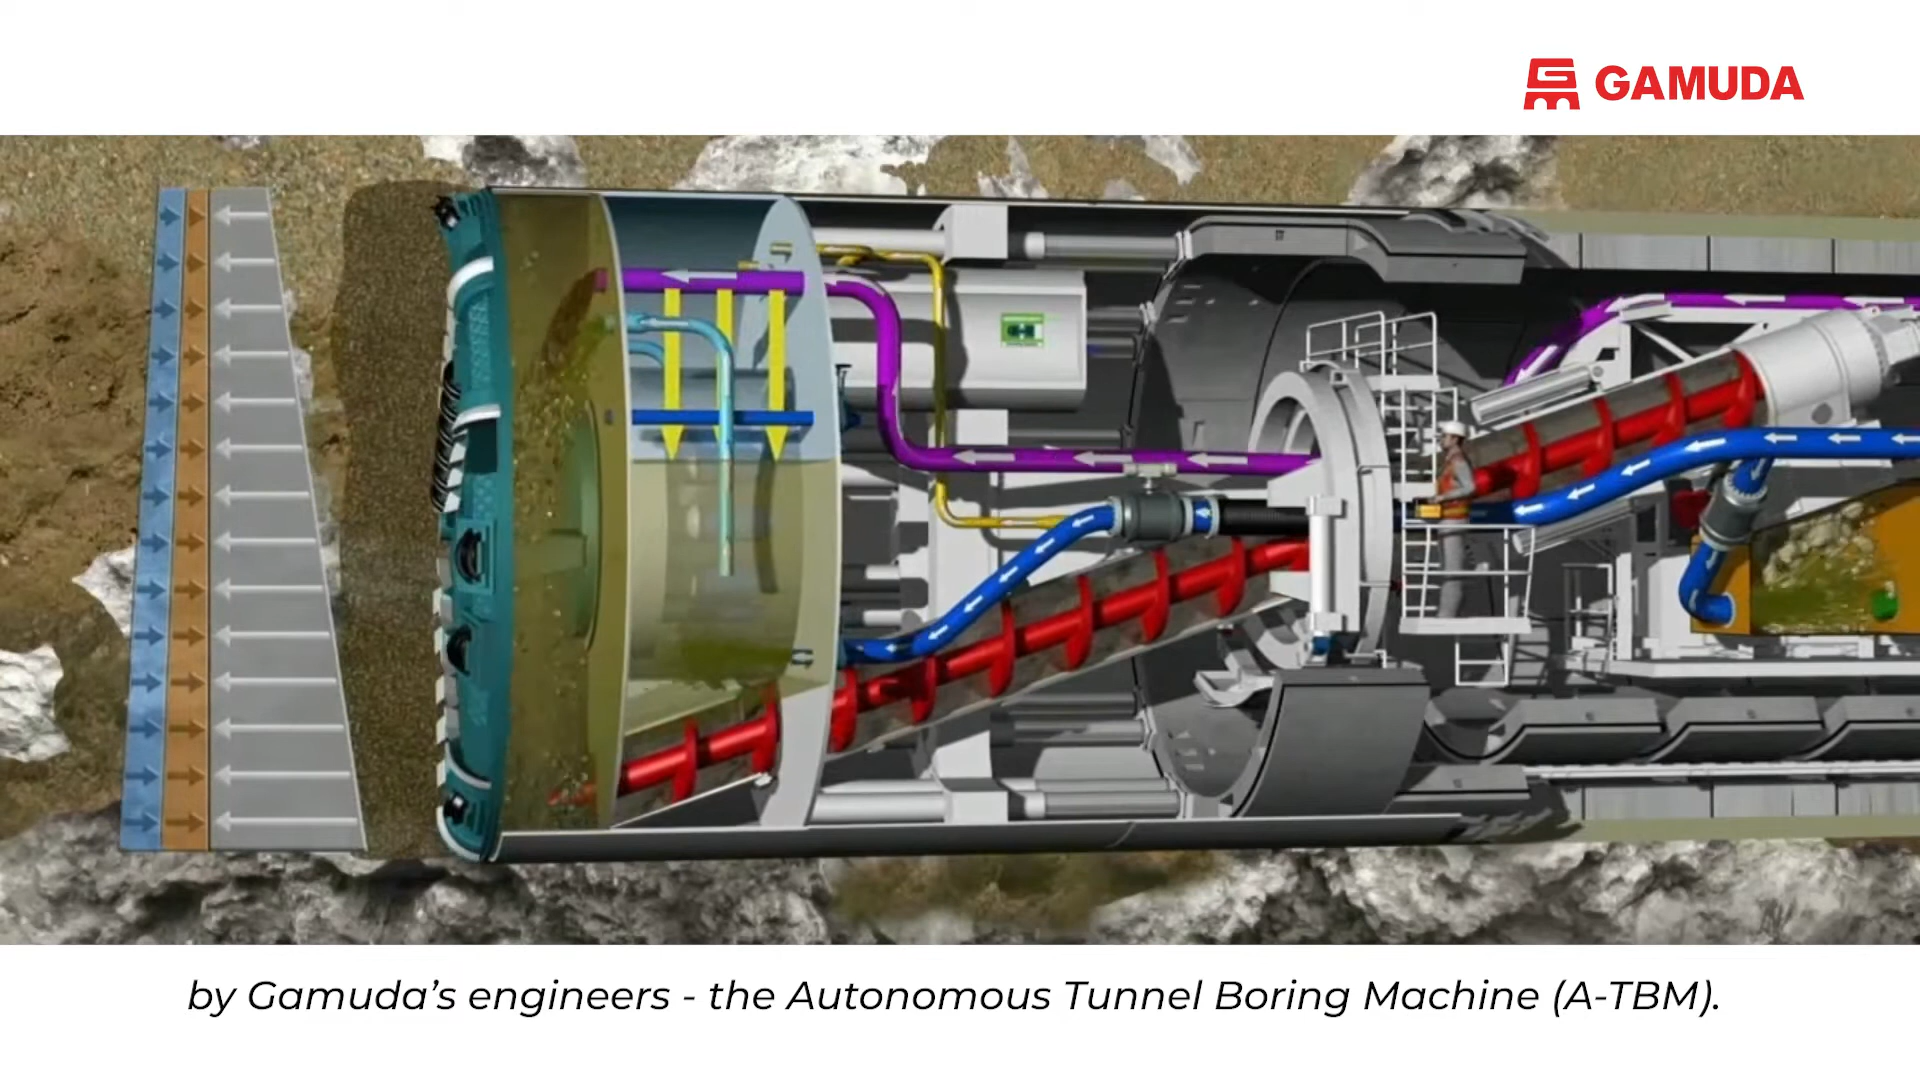 GAMUDA
by Gamuda’s engineers - the Autonomous Tunnel Boring Machine (A-TBM).